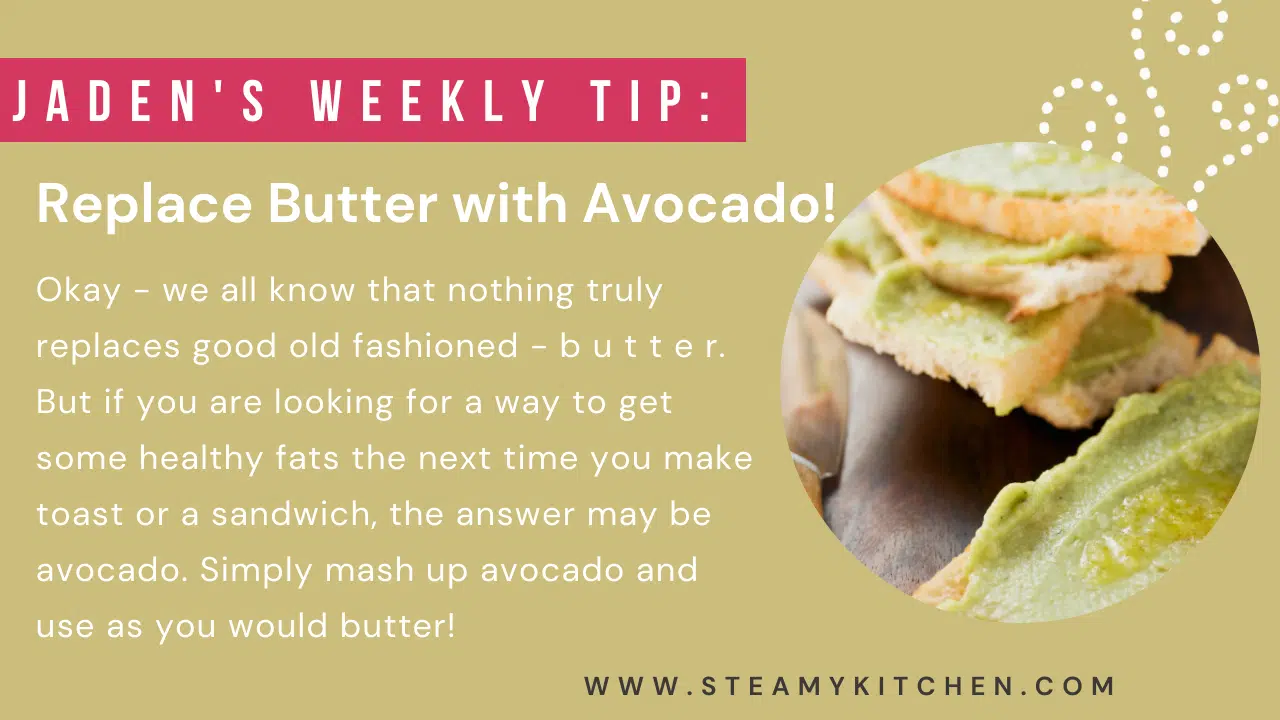 JADEN'S WEEKLY TIP:
Replace Butter with Avocado!
Okay - we all know that nothing truly
replaces good old fashioned - b u t t e r.
But if you are looking for a way to get
some healthy fats the next time you make
toast or a sandwich, the answer may be
avocado. Simply mash up avocado and
use as you would butter!
WWW.STEAMYKITCHEN.COM